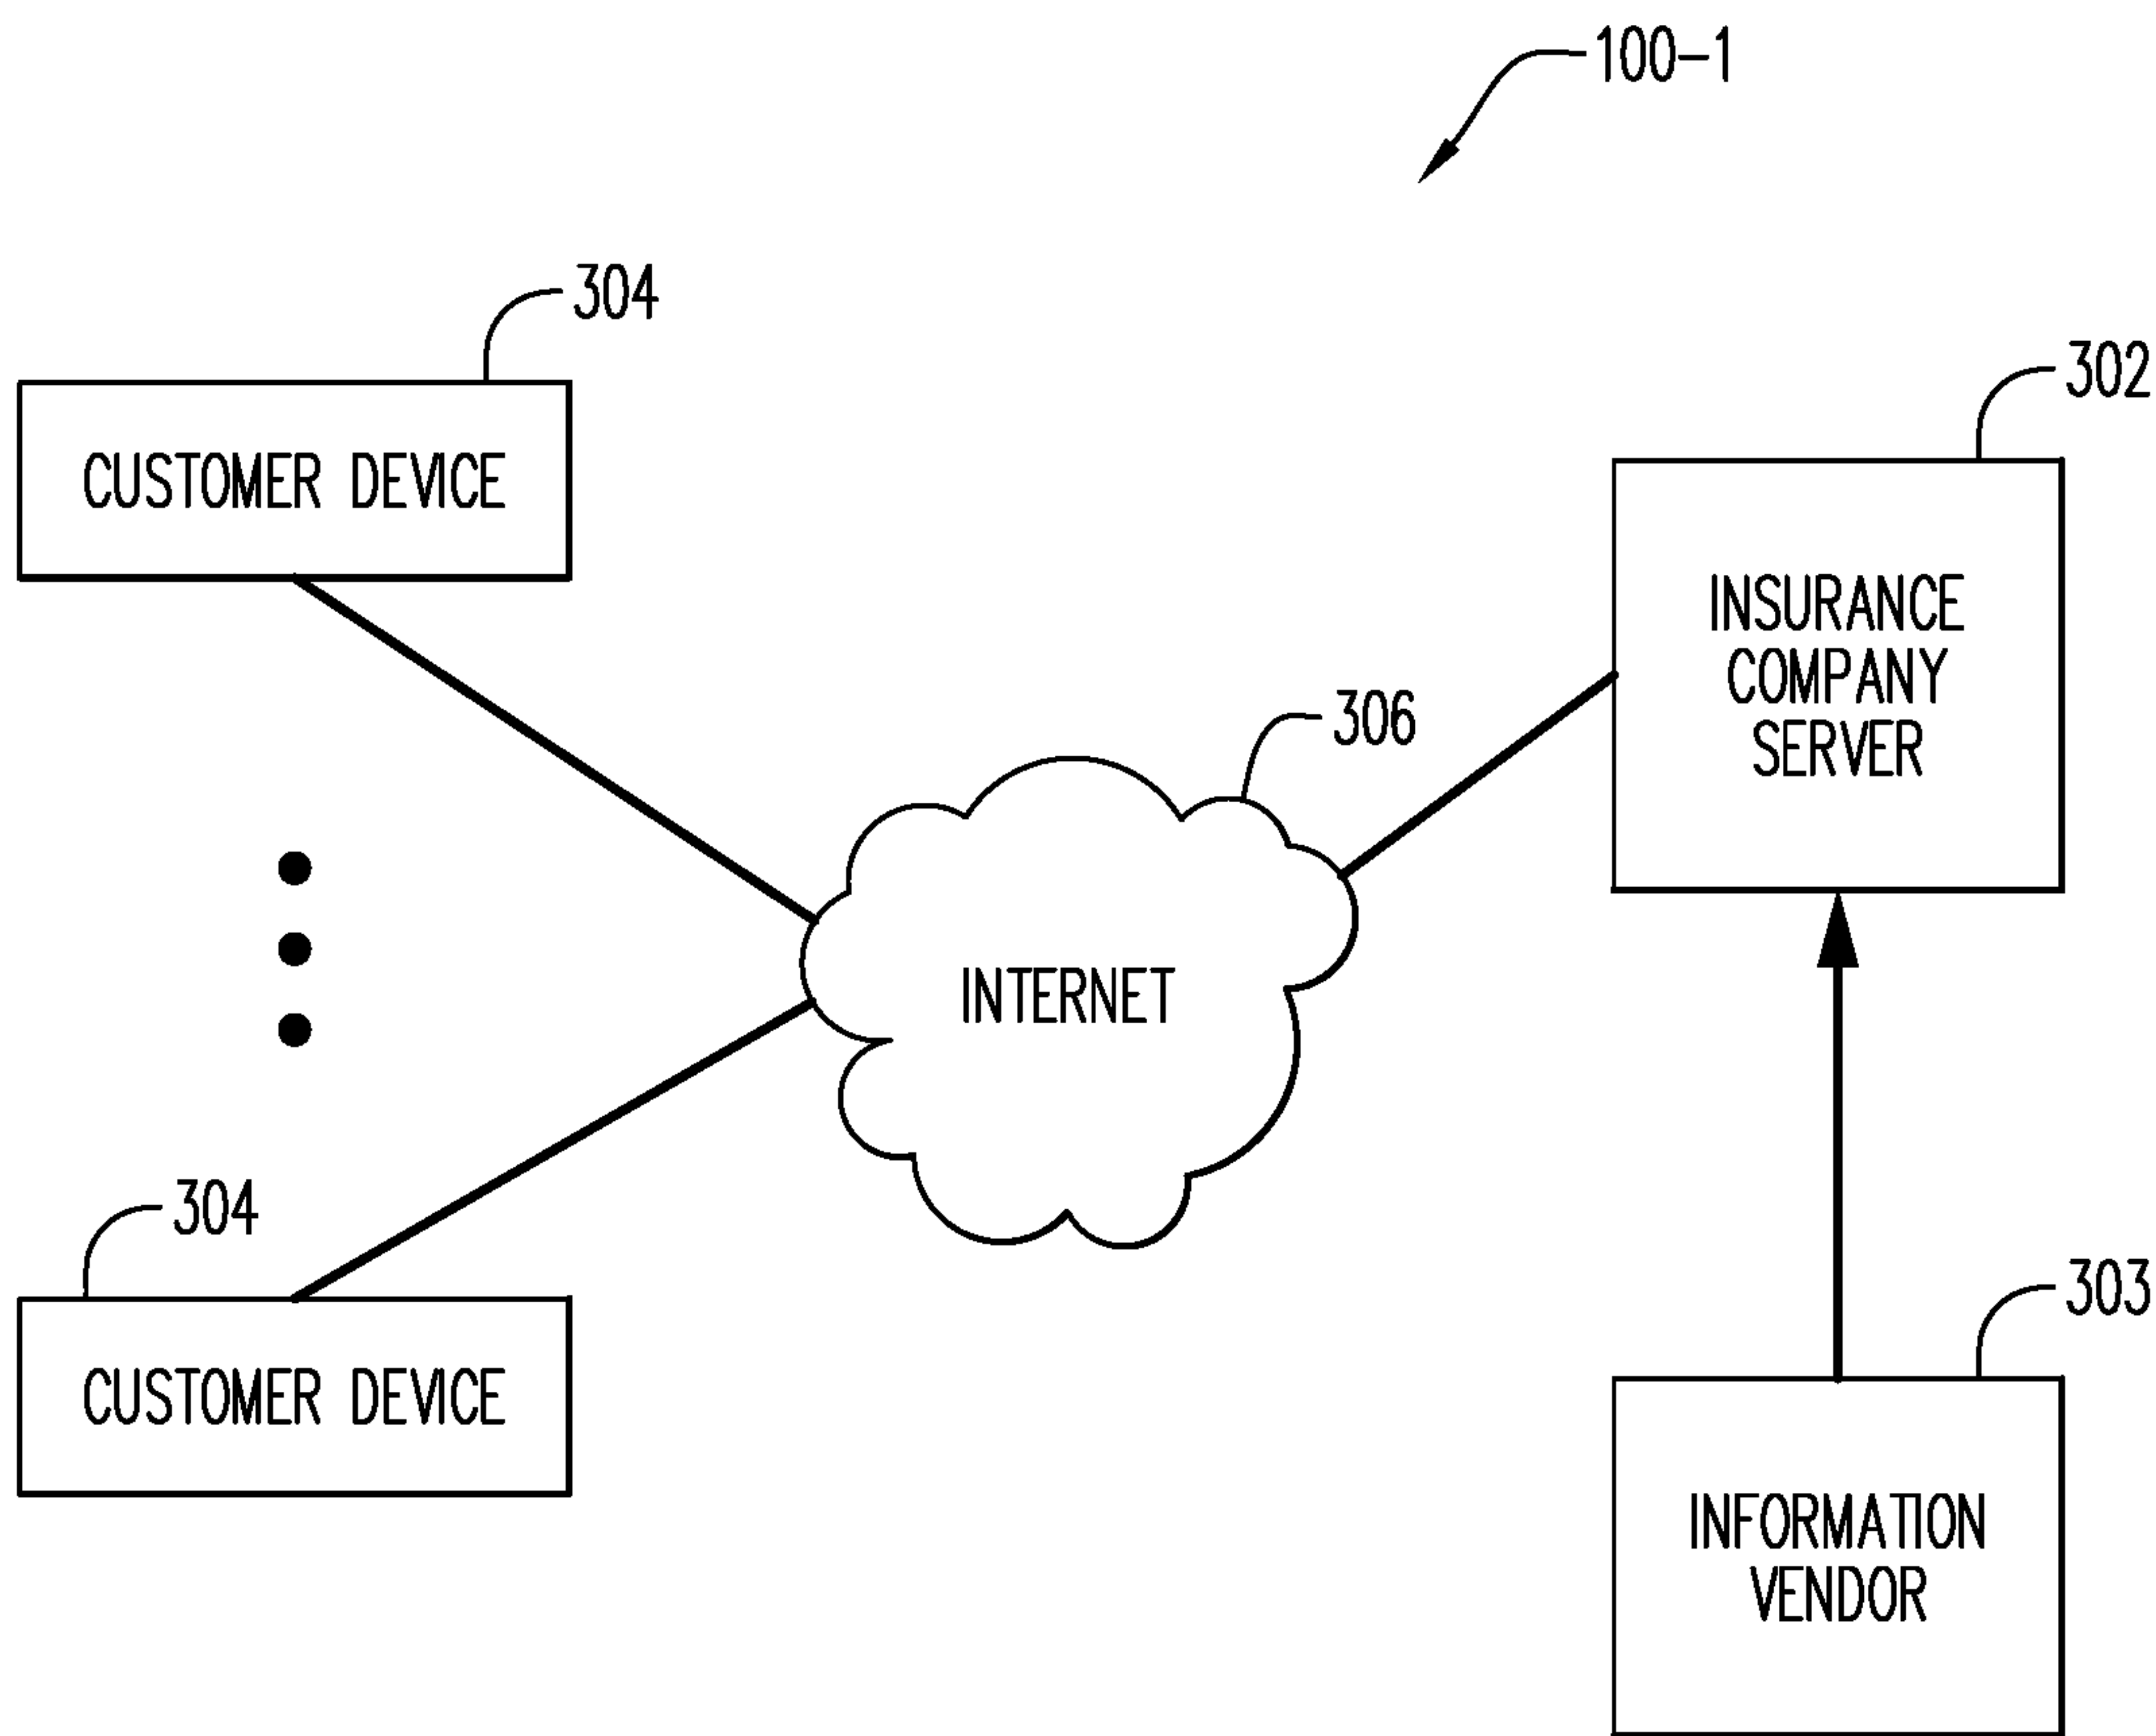 100-1
304
CUSTOMER DEVICE
302
INSURANCE
COMPANY
SERVER
306
INTERNET
304
CUSTOMER DEVICE
303
INFORMATION
VENDOR